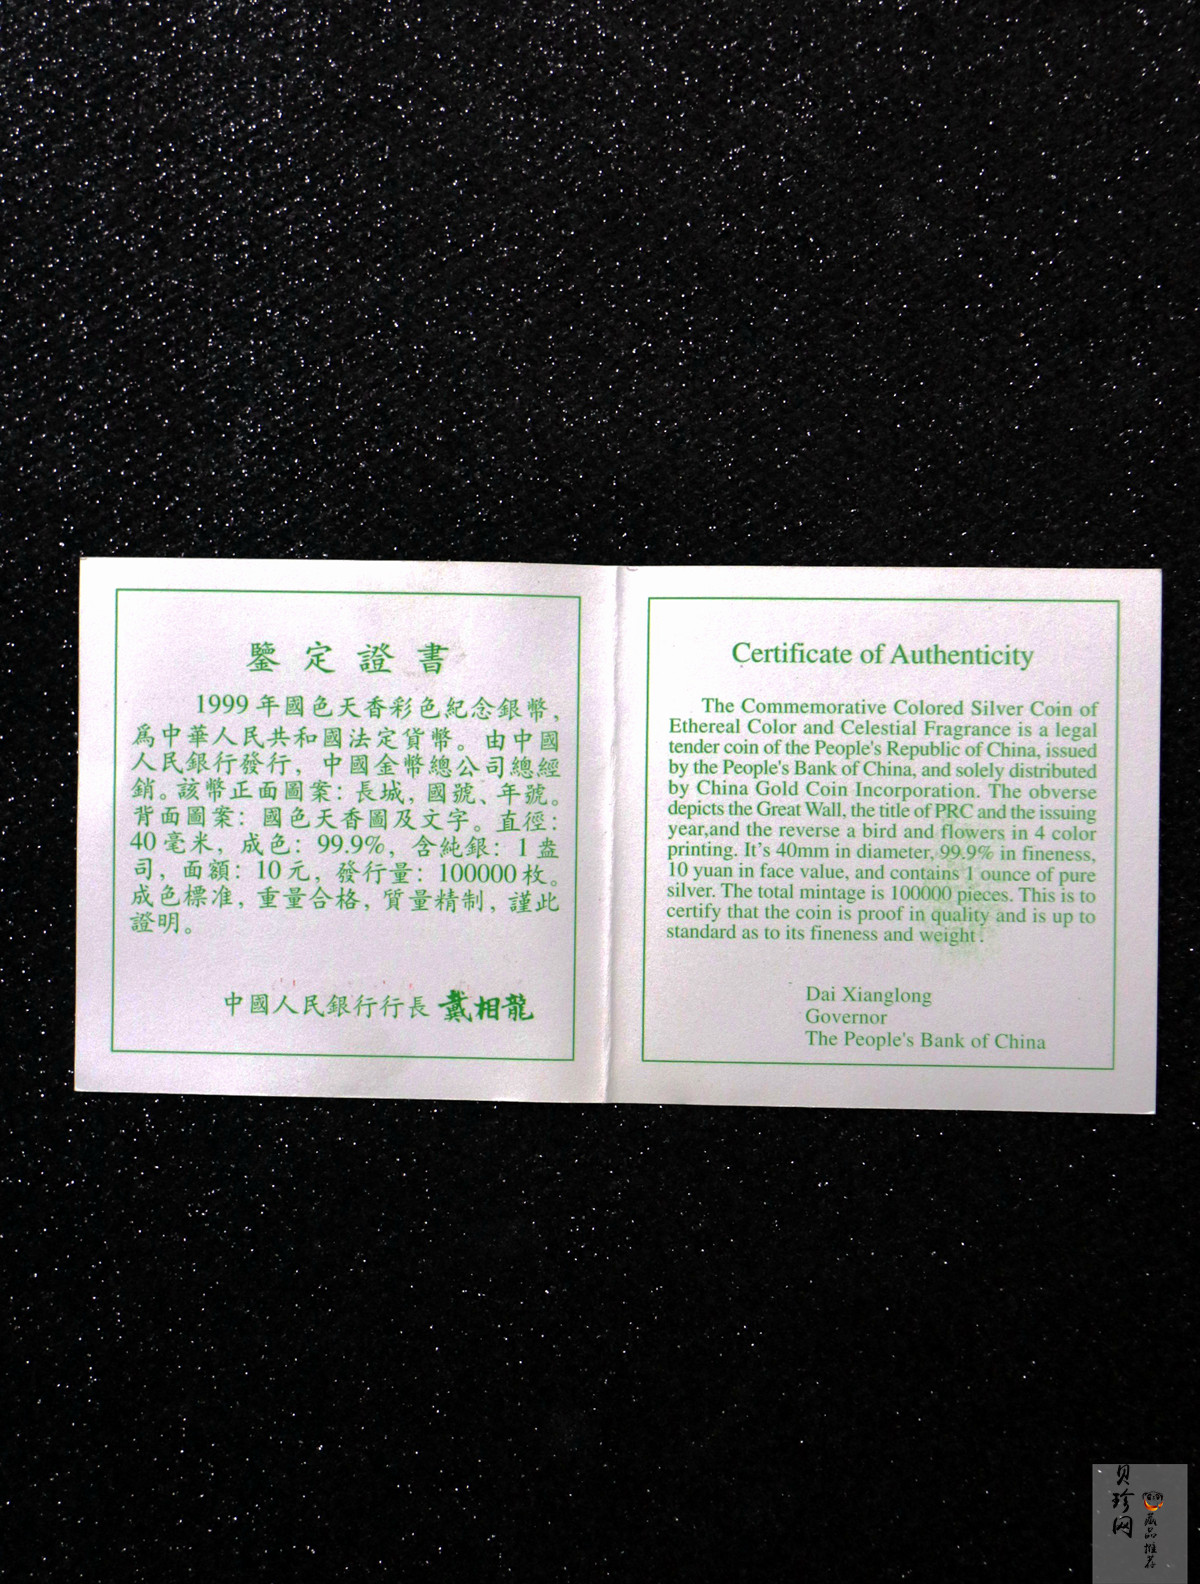 鑒定證書
1999年國色天香彩色紀念銀幣，
爲中華人民共和國法定貨幣。由中國
人民銀行發行，中國金幣總公司總經
銷。該幣正面圖案：長城，國號、年號。
背面圖案：國色天香圖及文字。直徑：
40毫米，成色：99.9%，含純銀：1盎
司，面額：10元，發行量：100000枚。
成色標准，重量合格，質量精制，謹此
證明。
中國人民銀行行長 戴相龍
Certificate of Authenticity
The Commemorative Colored Silver Coin of
Ethereal Color and Celestial Fragrance is a legal
tender coin of the People's Republic of China, issued
by the People's Bank of China, and solely distributed
by China Gold Coin Incorporation. The obverse
depicts the Great Wall, the title of PRC and the issuing
year,and the reverse a bird and flowers in 4 color
printing. It's 40mm in diameter, 99.9% in fineness,
10 yuan in face value, and contains 1 ounce of pure
silver. The total mintage is 100000 pieces. This is to
certify that the coin is proof in quality and is up to
standard as to its fineness and weight.
Dai Xianglong
Governor
The People's Bank of China
贝珍网
藏品推荐